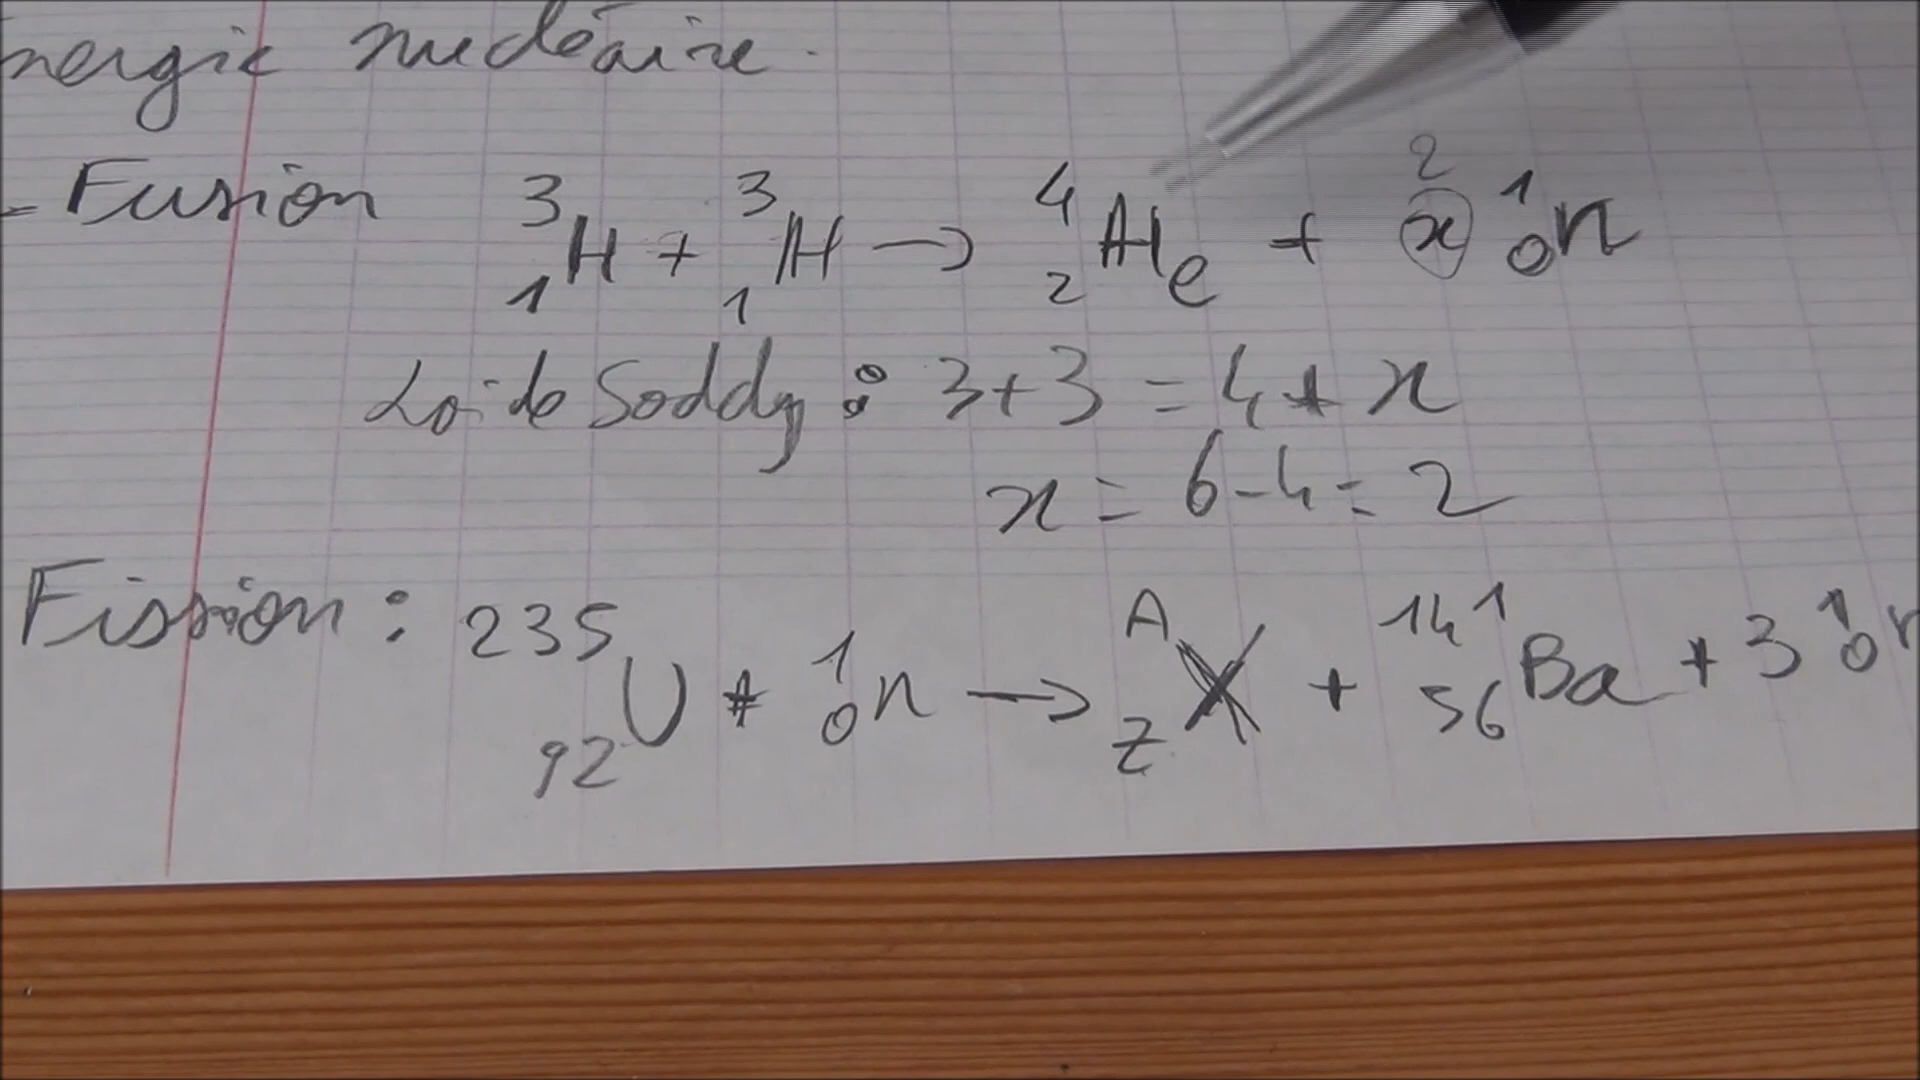 nergie nucléaire.
- Fusion ³₁H + ³₁H → ⁴₂He + x ¹₀n
2
Loi de Soddy : 3+3 = 4 + x
x = 6 - 4 = 2
Fission : ²³⁵₉₂U + ¹₀n → ᴬ_Z X + ¹⁴¹₅₆Ba + 3 ¹₀n